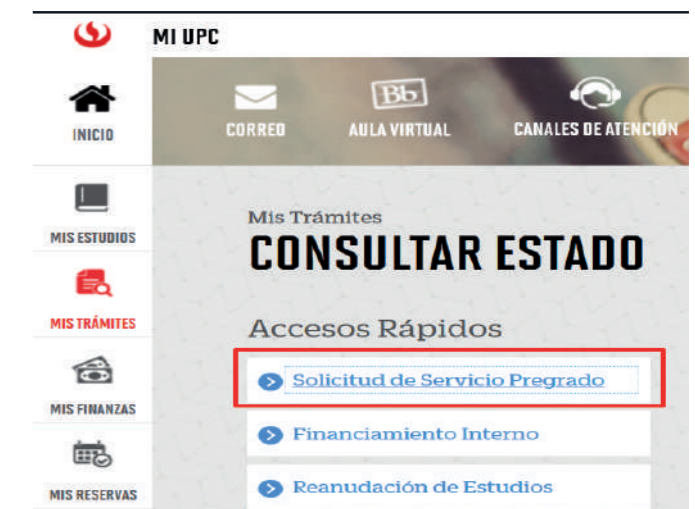 MI UPC
INICIO
CORREO
Bb
AULA VIRTUAL
CANALES DE ATENCIÓN
MIS ESTUDIOS
MIS TRÁMITES
MIS FINANZAS
MIS RESERVAS
Mis Trámites
CONSULTAR ESTADO
Accesos Rápidos
Solicitud de Servicio Pregrado
Financiamiento Interno
Reanudación de Estudios